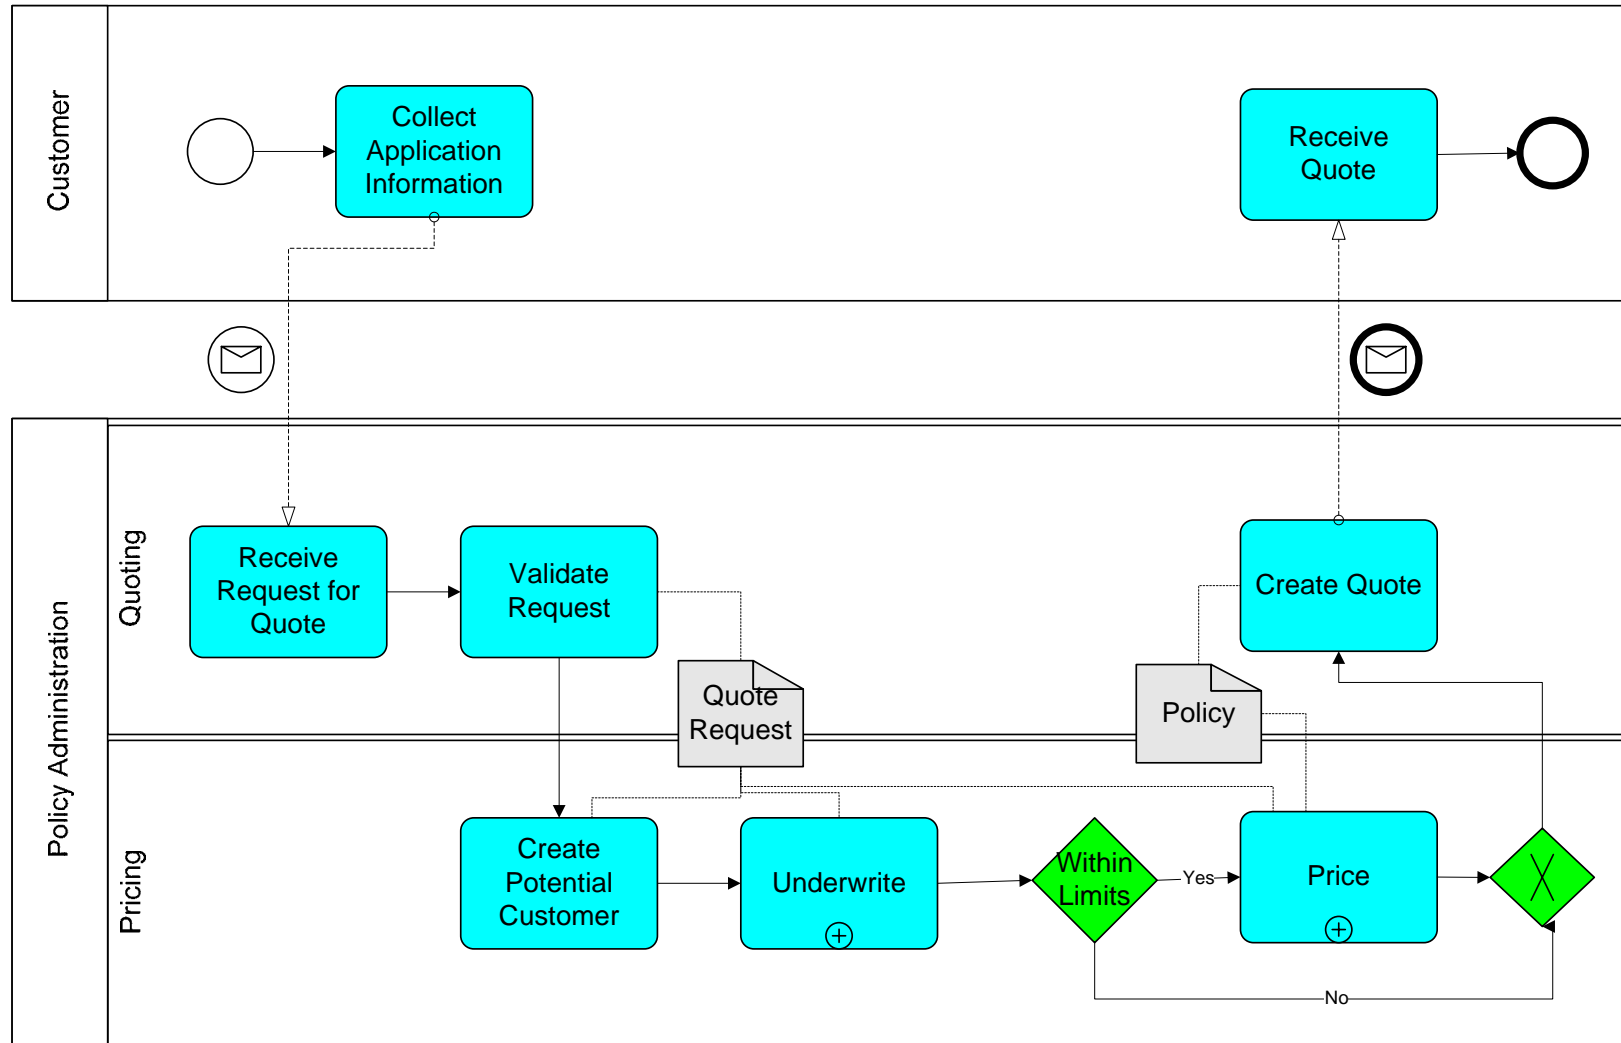 Customer
Collect
Application
Information
Receive
Quote
Policy Administration
Quoting
Receive
Request for
Quote
Validate
Request
Quote
Request
Policy
Create Quote
Pricing
Create
Potential
Customer
Underwrite
Within
Limits
Yes
Price
No